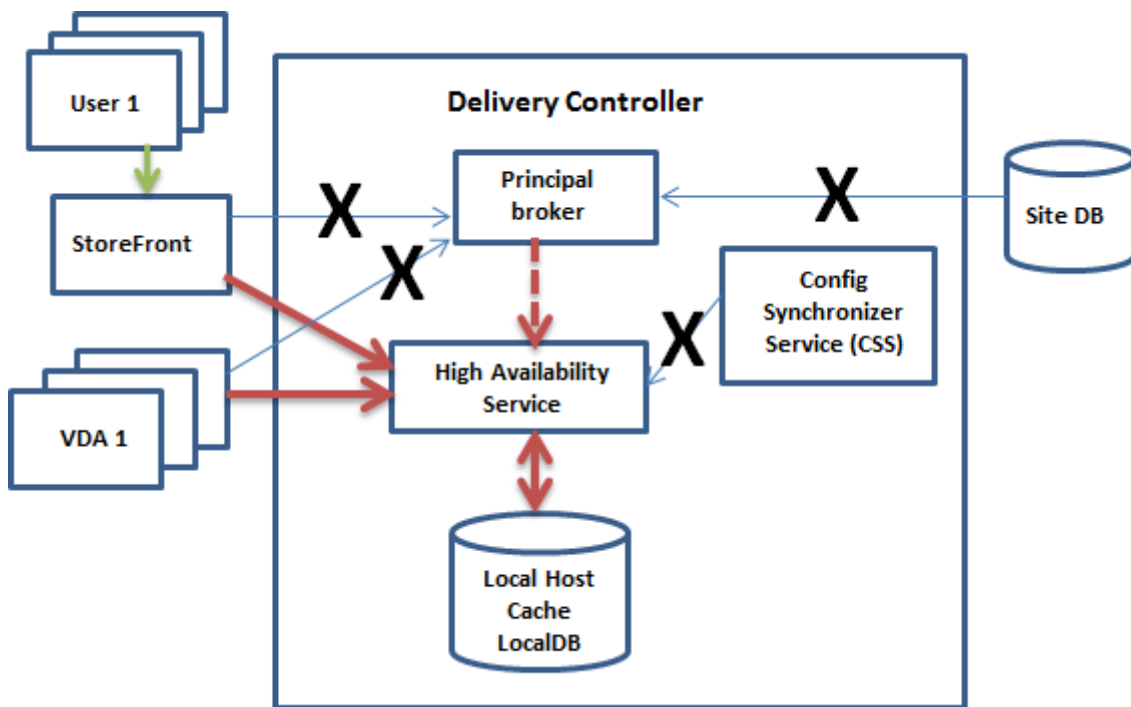 User 1
Delivery Controller
Principal
broker
X
X
Site DB
StoreFront
X
Config
Synchronizer
Service (CSS)
X
High Availability
Service
VDA 1
Local Host
Cache
LocalDB